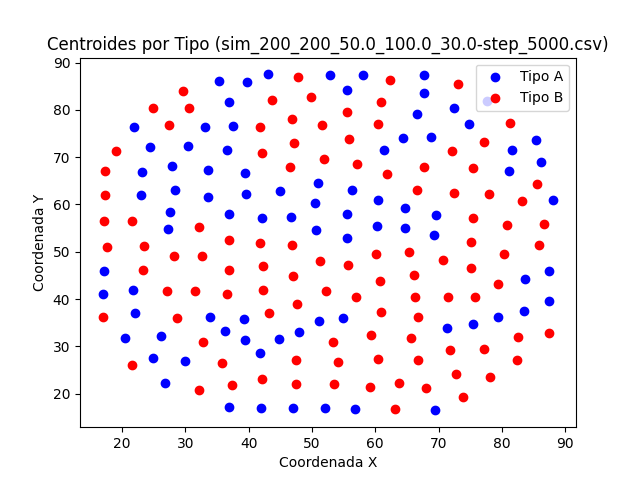 Centroides por Tipo (sim_200_200_50.0_100.0_30.0-step_5000.csv)
Tipo A
Tipo B
90
80
70
60
50
40
30
20
Coordenada Y
20 30 40 50 60 70 80 90
Coordenada X